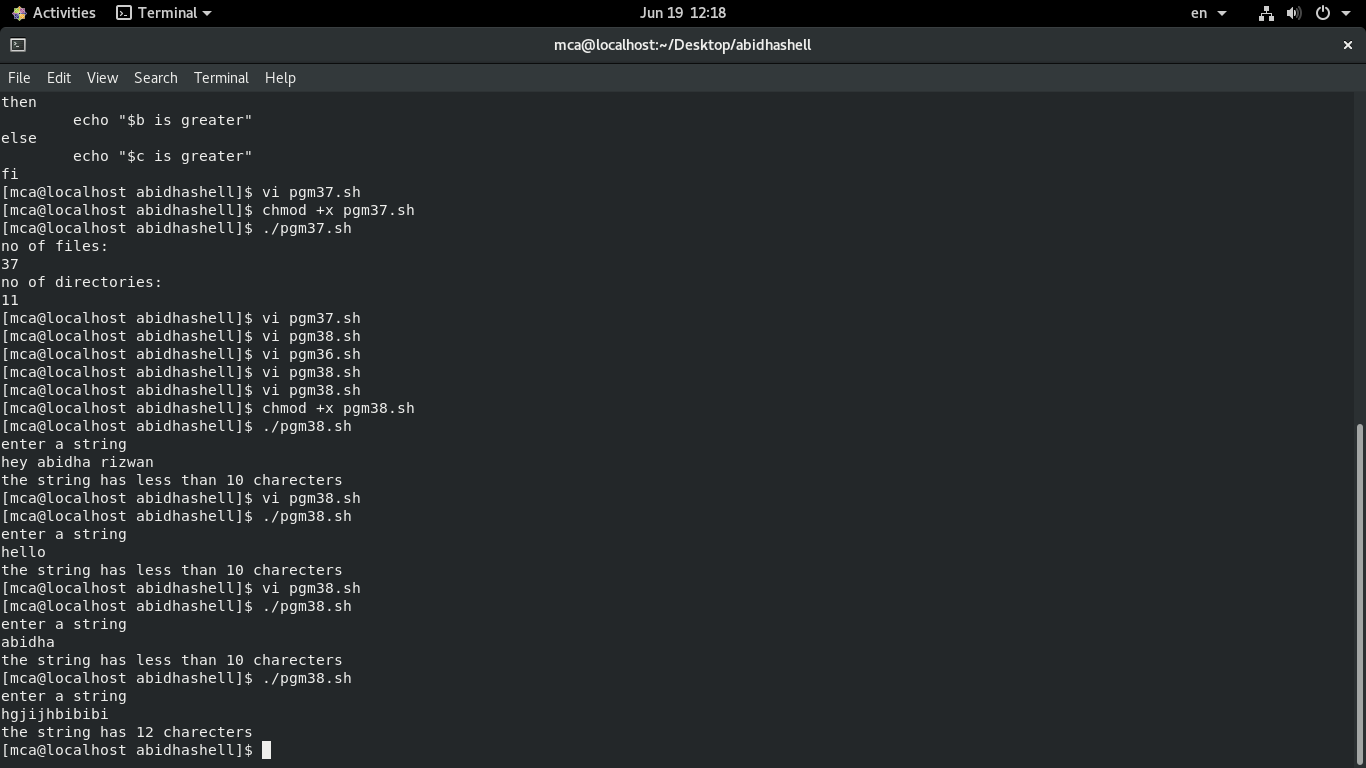 Activities Terminal Jun 19 12:18 en
mca@localhost:~/Desktop/abidhashell ×
File Edit View Search Terminal Help
then
        echo "$b is greater"
else
        echo "$c is greater"
fi
[mca@localhost abidhashell]$ vi pgm37.sh
[mca@localhost abidhashell]$ chmod +x pgm37.sh
[mca@localhost abidhashell]$ ./pgm37.sh
no of files:
37
no of directories:
11
[mca@localhost abidhashell]$ vi pgm37.sh
[mca@localhost abidhashell]$ vi pgm38.sh
[mca@localhost abidhashell]$ vi pgm36.sh
[mca@localhost abidhashell]$ vi pgm38.sh
[mca@localhost abidhashell]$ vi pgm38.sh
[mca@localhost abidhashell]$ chmod +x pgm38.sh
[mca@localhost abidhashell]$ ./pgm38.sh
enter a string
hey abidha rizwan
the string has less than 10 charecters
[mca@localhost abidhashell]$ vi pgm38.sh
[mca@localhost abidhashell]$ ./pgm38.sh
enter a string
hello
the string has less than 10 charecters
[mca@localhost abidhashell]$ vi pgm38.sh
[mca@localhost abidhashell]$ ./pgm38.sh
enter a string
abidha
the string has less than 10 charecters
[mca@localhost abidhashell]$ ./pgm38.sh
enter a string
hgjijhbibibi
the string has 12 charecters
[mca@localhost abidhashell]$